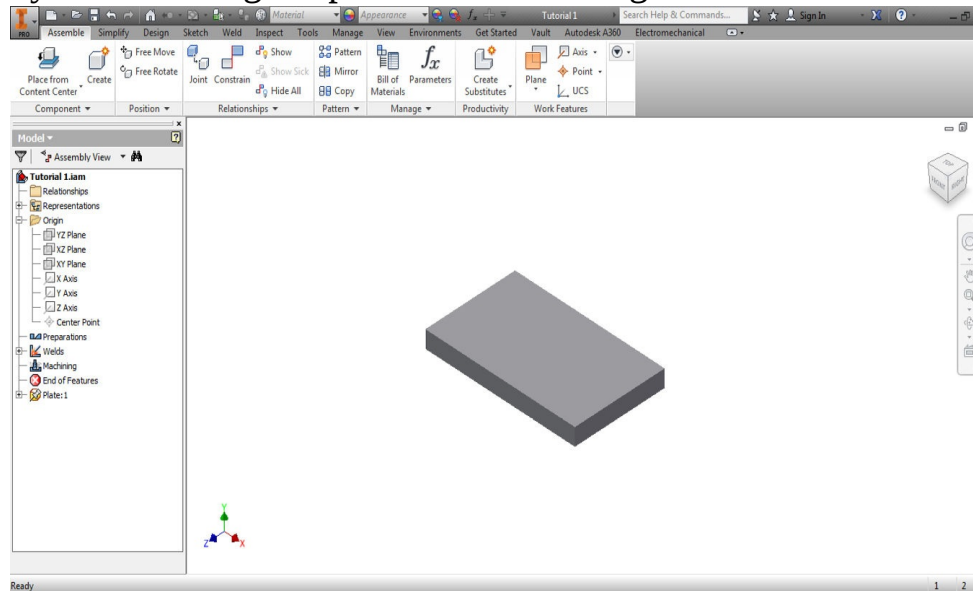 Material
Appearance
Tutorial 1
Search Help & Commands...
Sign In
PRO
Assemble Simplify Design Sketch Weld Inspect Tools Manage View Environments Get Started Vault Autodesk A360 Electromechanical
Place from Content Center
Create
Free Move
Free Rotate
Joint
Constrain
Show
Show Sick
Hide All
Pattern
Mirror
Copy
Bill of Materials
Parameters
Create Substitutes
Plane
Axis
Point
UCS
Component Position Relationships Pattern Manage Productivity Work Features
Model
Assembly View
Tutorial 1.iam
Relationships
Representations
Origin
YZ Plane
XZ Plane
XY Plane
X Axis
Y Axis
Z Axis
Center Point
Preparations
Welds
Machining
End of Features
Plate:1
TOP
FRONT
RIGHT
Y
Z
X
Ready
1 2